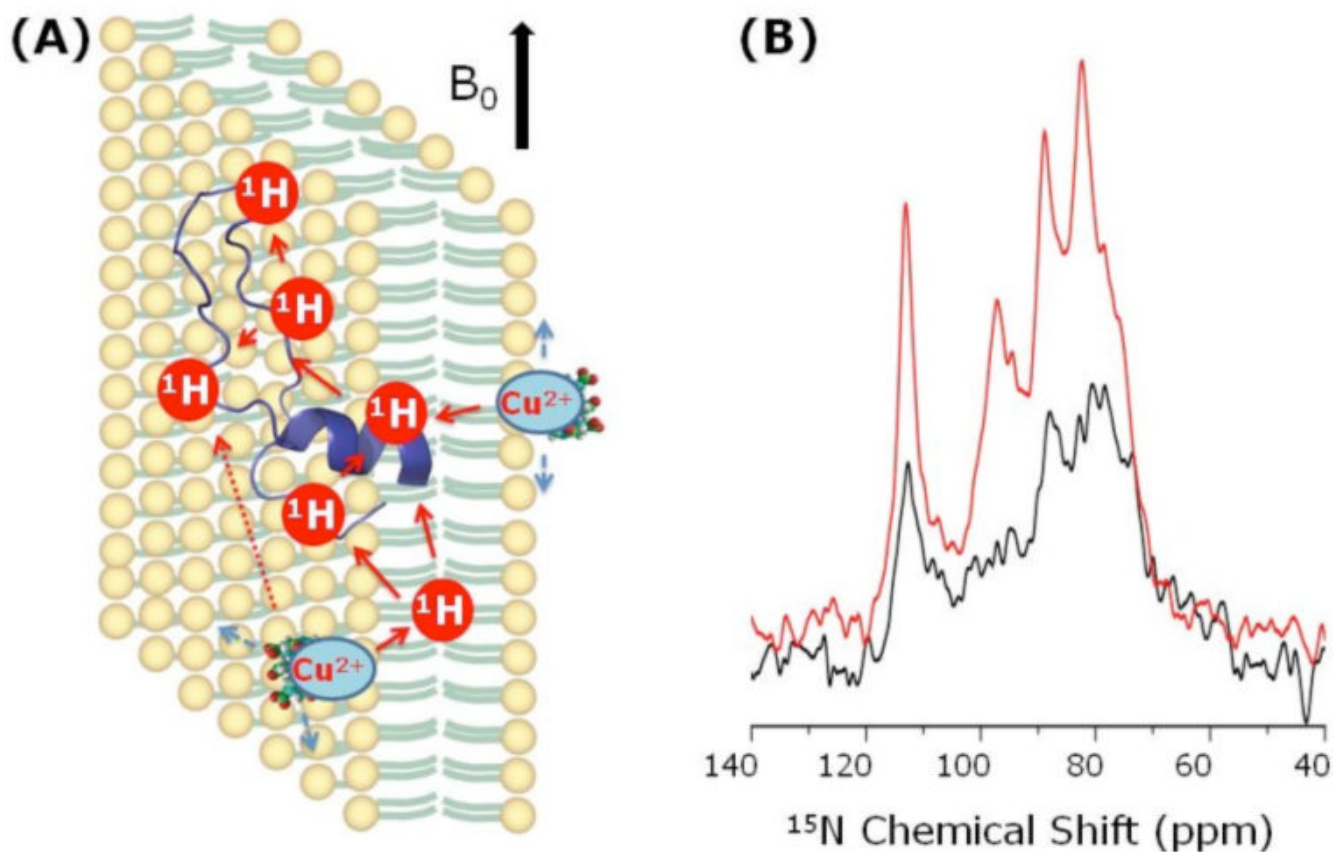 (A)
B₀
¹H
¹H
¹H
¹H
Cu²⁺
¹H
¹H
Cu²⁺
(B)
140 120 100 80 60 40
¹⁵N Chemical Shift (ppm)